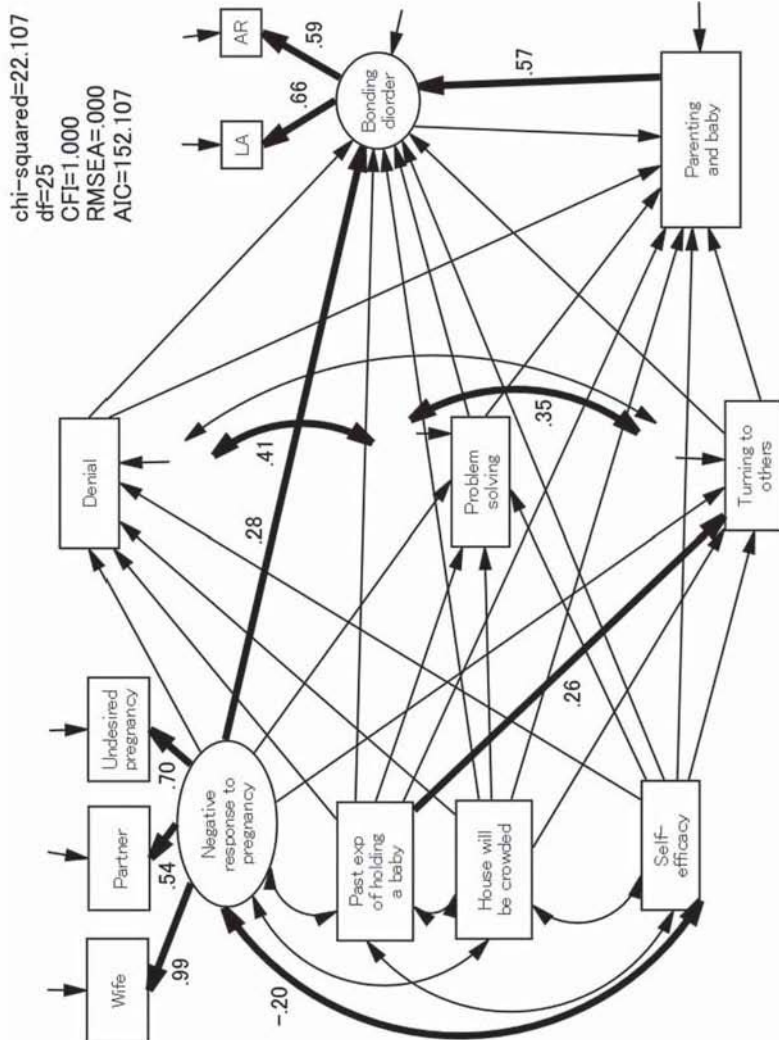 chi-squared=22.107
df=25
CFI=1.000
RMSEA=.000
AIC=152.107
Wife
Partner
Undesired
pregnancy
.99
.54
.70
Negative
response to
pregnancy
Denial
LA
AR
.66
.59
Bonding
diorder
.28
.41
-.20
Past exp
of holding
a baby
House will
be crowded
Problem
solving
.35
.57
.26
Self-
efficacy
Turning to
others
Parenting
and baby